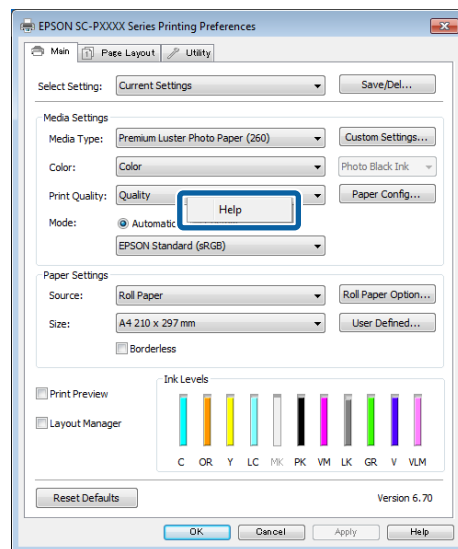 EPSON SC-PXXXX Series Printing Preferences
Main Page Layout Utility
Select Setting: Current Settings Save/Del...
Media Settings
Media Type: Premium Luster Photo Paper (260) Custom Settings...
Color: Color Photo Black Ink
Print Quality: Quality Paper Config...
Help
Mode: Automatic
EPSON Standard (sRGB)
Paper Settings
Source: Roll Paper Roll Paper Option...
Size: A4 210 x 297 mm User Defined...
Borderless
Ink Levels
Print Preview
Layout Manager
C OR Y LC MK PK VM LK GR V VLM
Reset Defaults Version 6.70
OK Cancel Apply Help